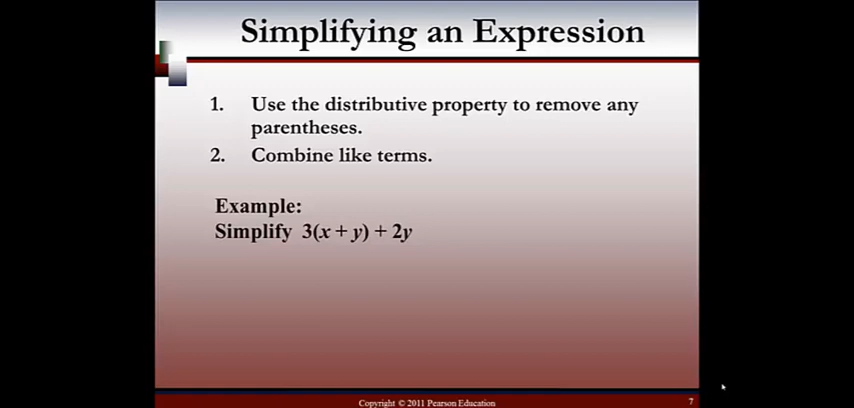 Simplifying an Expression
1. Use the distributive property to remove any
parentheses.
2. Combine like terms.
Example:
Simplify 3(x + y) + 2y
Copyright © 2011 Pearson Education
7